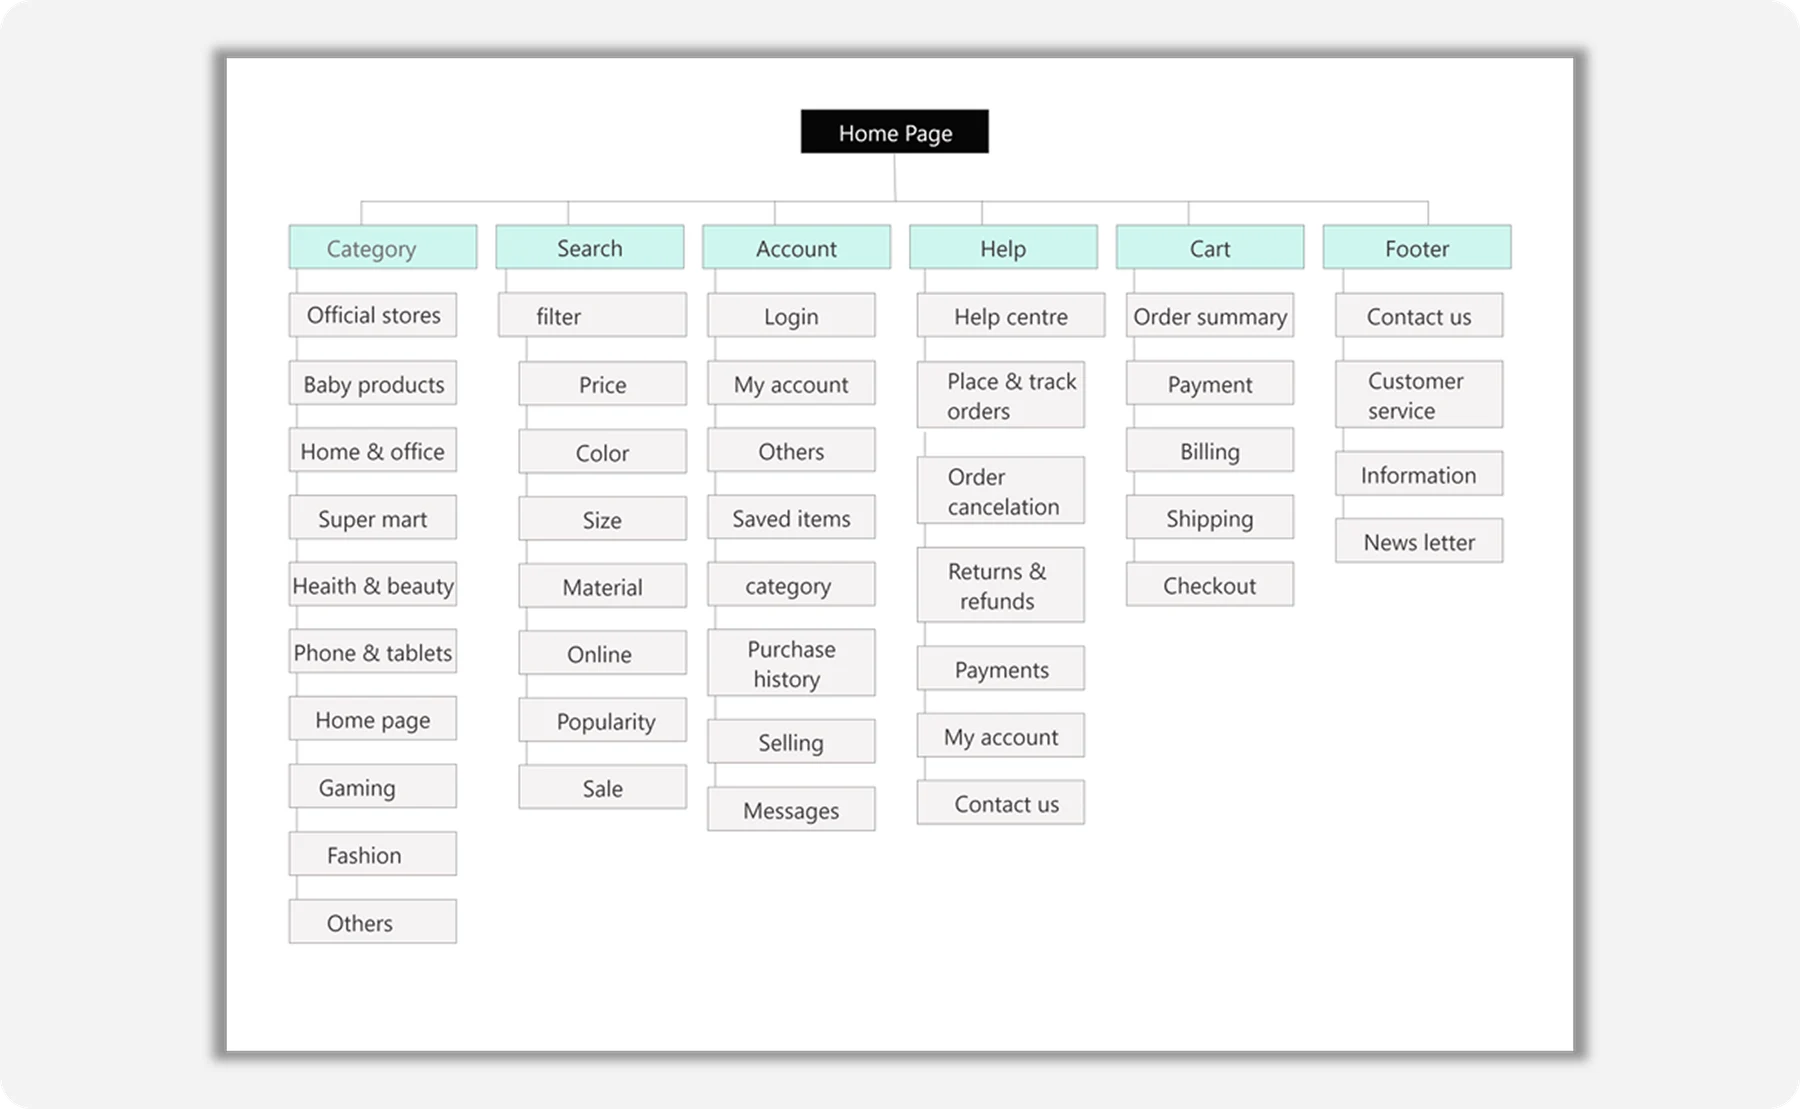 Home Page
Category
Official stores
Baby products
Home & office
Super mart
Heaith & beauty
Phone & tablets
Home page
Gaming
Fashion
Others
Search
filter
Price
Color
Size
Material
Online
Popularity
Sale
Account
Login
My account
Others
Saved items
category
Purchase
history
Selling
Messages
Help
Help centre
Place & track
orders
Order
cancelation
Returns &
refunds
Payments
My account
Contact us
Cart
Order summary
Payment
Billing
Shipping
Checkout
Footer
Contact us
Customer
service
Information
News letter